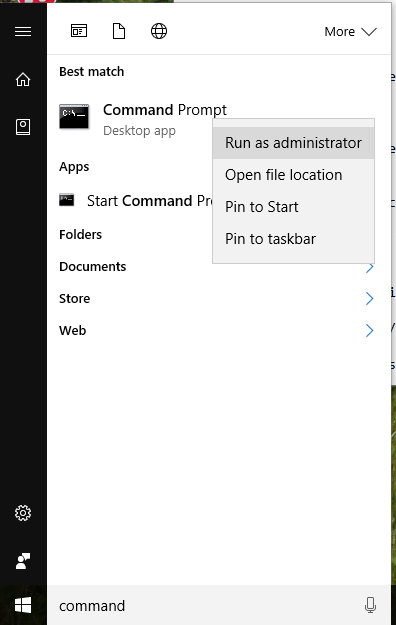 More
Best match
Command Prompt
Desktop app
Run as administrator
Open file location
Pin to Start
Pin to taskbar
Apps
Start Command Pr
Folders
Documents
Store
Web
command